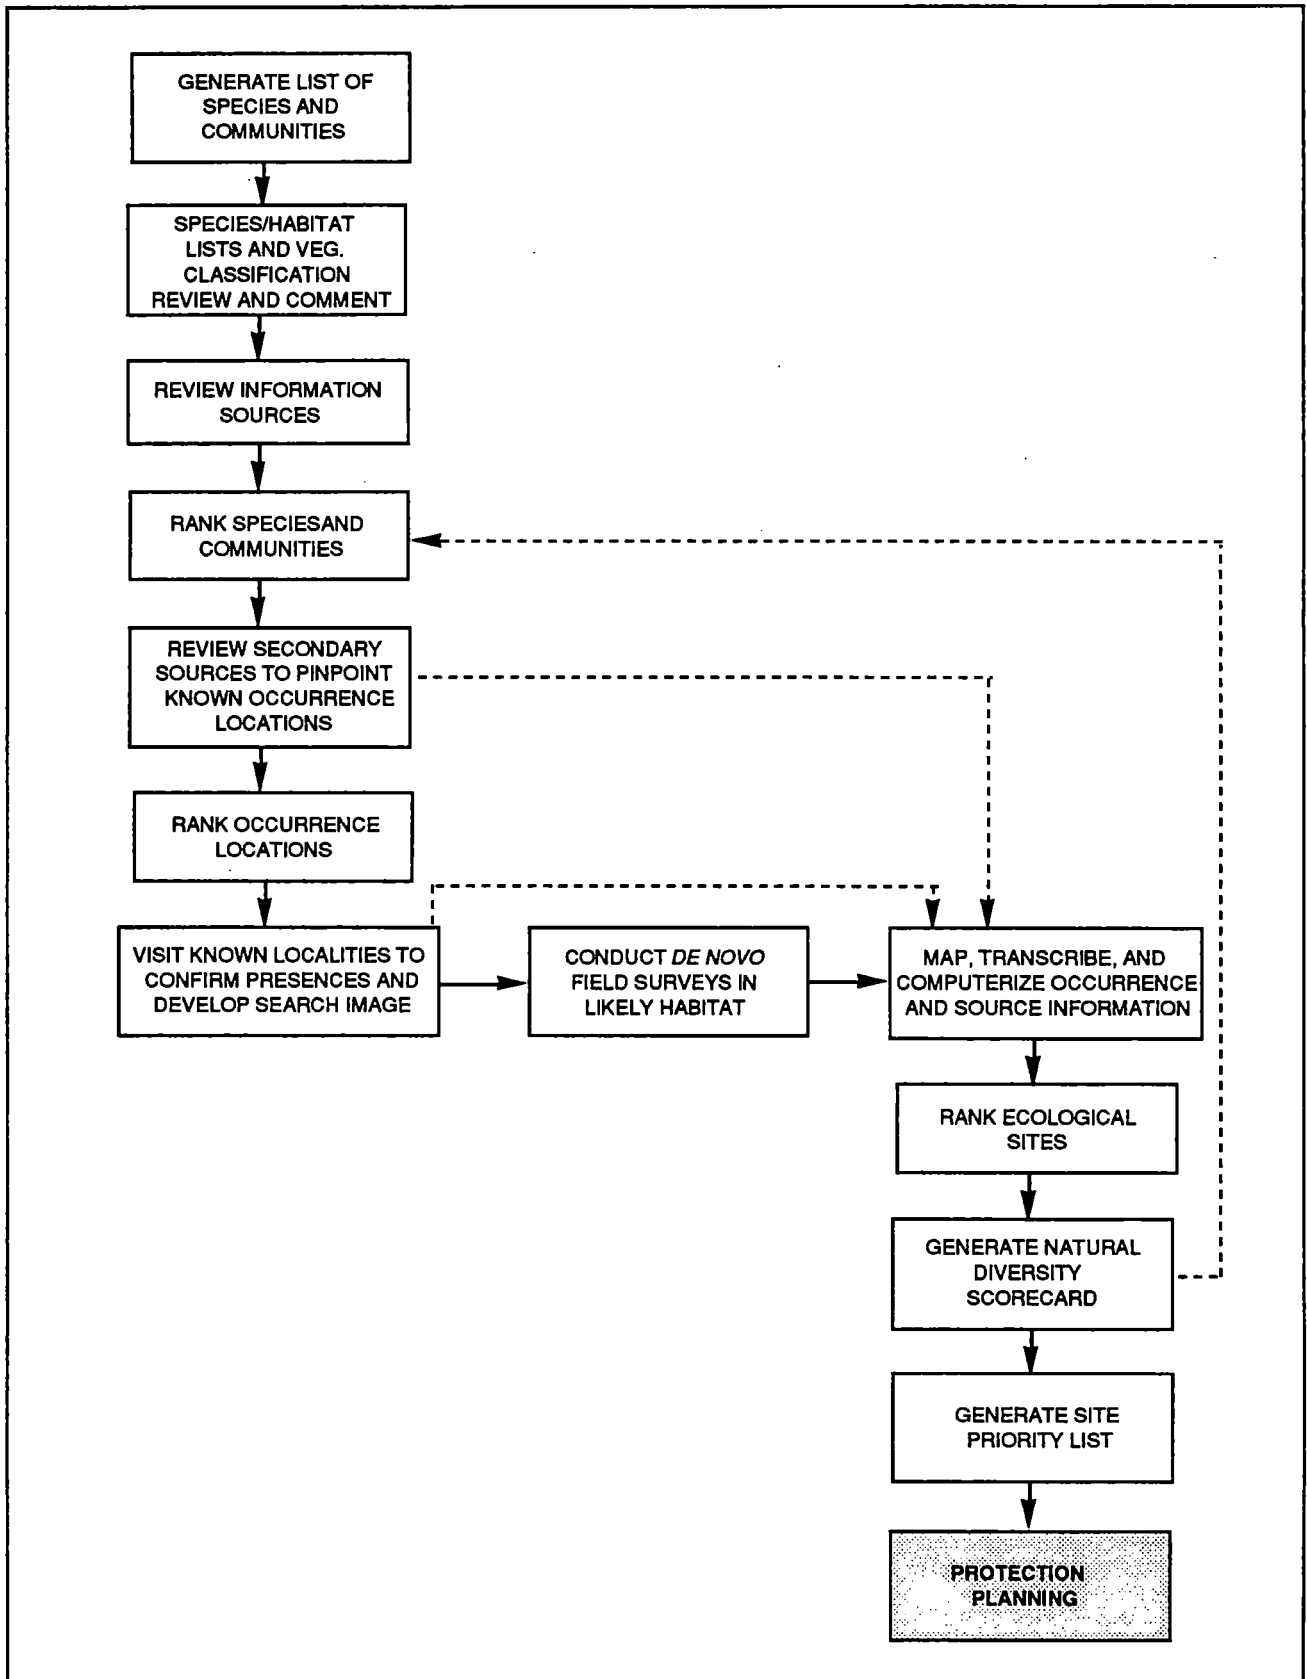 GENERATE LIST OF
SPECIES AND
COMMUNITIES
SPECIES/HABITAT
LISTS AND VEG.
CLASSIFICATION
REVIEW AND COMMENT
REVIEW INFORMATION
SOURCES
RANK SPECIESAND
COMMUNITIES
REVIEW SECONDARY
SOURCES TO PINPOINT
KNOWN OCCURRENCE
LOCATIONS
RANK OCCURRENCE
LOCATIONS
VISIT KNOWN LOCALITIES TO
CONFIRM PRESENCES AND
DEVELOP SEARCH IMAGE
CONDUCT DE NOVO
FIELD SURVEYS IN
LIKELY HABITAT
MAP, TRANSCRIBE, AND
COMPUTERIZE OCCURRENCE
AND SOURCE INFORMATION
RANK ECOLOGICAL
SITES
GENERATE NATURAL
DIVERSITY
SCORECARD
GENERATE SITE
PRIORITY LIST
PROTECTION
PLANNING